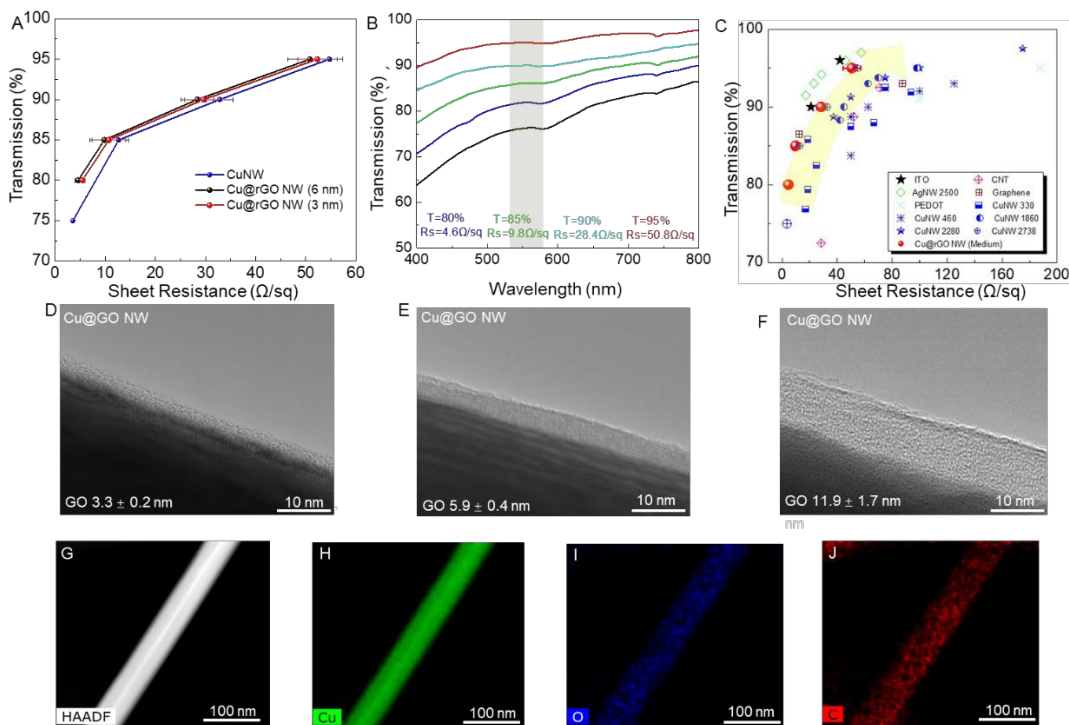 A
Transmission (%)
100
95
90
85
80
75
70
0 10 20 30 40 50 60
Sheet Resistance (Ω/sq)
CuNW
Cu@rGO NW (6 nm)
Cu@rGO NW (3 nm)
B
Transmission (%)
100
95
90
85
80
75
70
65
60
55
50
T=80% T=85% T=90% T=95%
Rs=4.6Ω/sq Rs=9.8Ω/sq Rs=28.4Ω/sq Rs=50.8Ω/sq
400 500 600 700 800
Wavelength (nm)
C
Transmission (%)
100
90
80
70
0 40 80 120 160 200
Sheet Resistance (Ω/sq)
ITO CNT
AgNW 2500 Graphene
PEDOT CuNW 330
CuNW 460 CuNW 1860
CuNW 2280 CuNW 2738
Cu@rGO NW (Medium)
D
Cu@GO NW
GO 3.3 ± 0.2 nm
10 nm
E
Cu@GO NW
GO 5.9 ± 0.4 nm
10 nm
F
Cu@GO NW
GO 11.9 ± 1.7 nm
10 nm
nm
G
HAADF
100 nm
H
Cu
100 nm
I
O
100 nm
J
C
100 nm